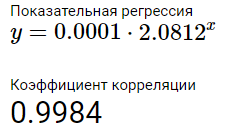 Показательная регрессия
y = 0.0001 · 2.0812^x
Коэффициент корреляции
0.9984